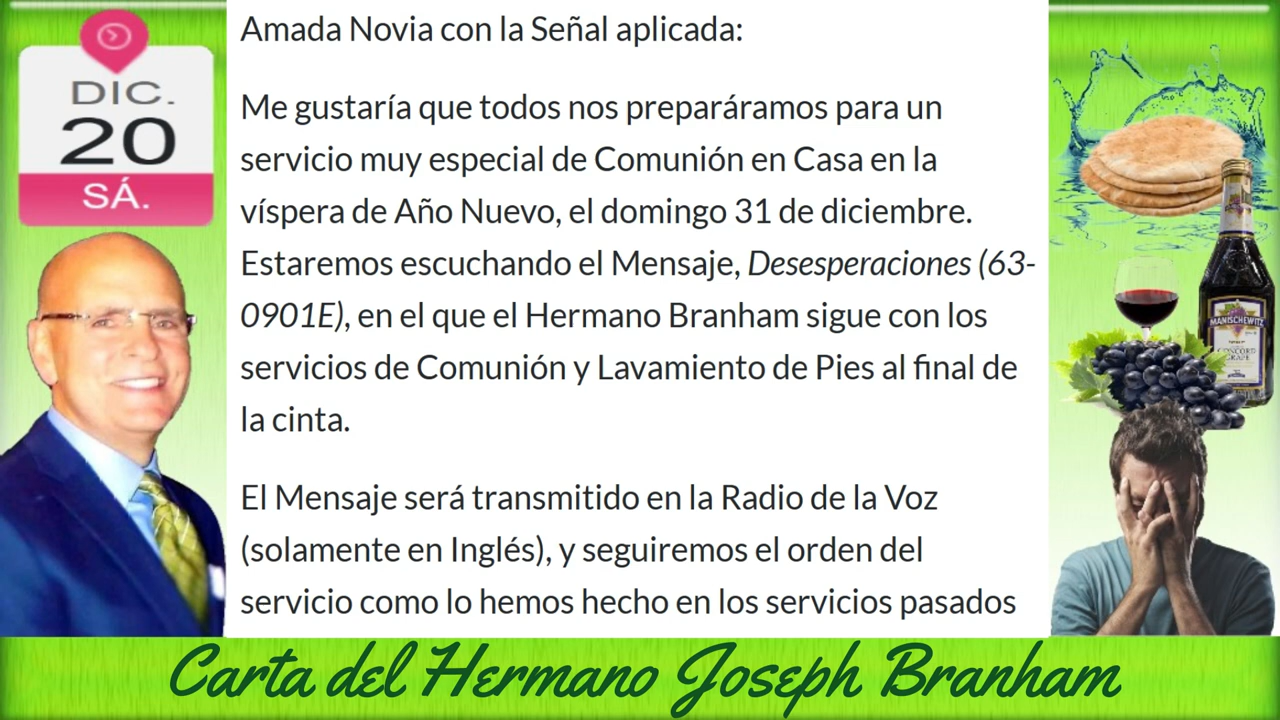 DIC.
20
SÁ.
Amada Novia con la Señal aplicada:
Me gustaría que todos nos preparáramos para un
servicio muy especial de Comunión en Casa en la
víspera de Año Nuevo, el domingo 31 de diciembre.
Estaremos escuchando el Mensaje, Desesperaciones (63-
0901E), en el que el Hermano Branham sigue con los
servicios de Comunión y Lavamiento de Pies al final de
la cinta.
El Mensaje será transmitido en la Radio de la Voz
(solamente en Inglés), y seguiremos el orden del
servicio como lo hemos hecho en los servicios pasados
MANISCHEWITZ
CONCORD
GRAPE
Carta del Hermano Joseph Branham